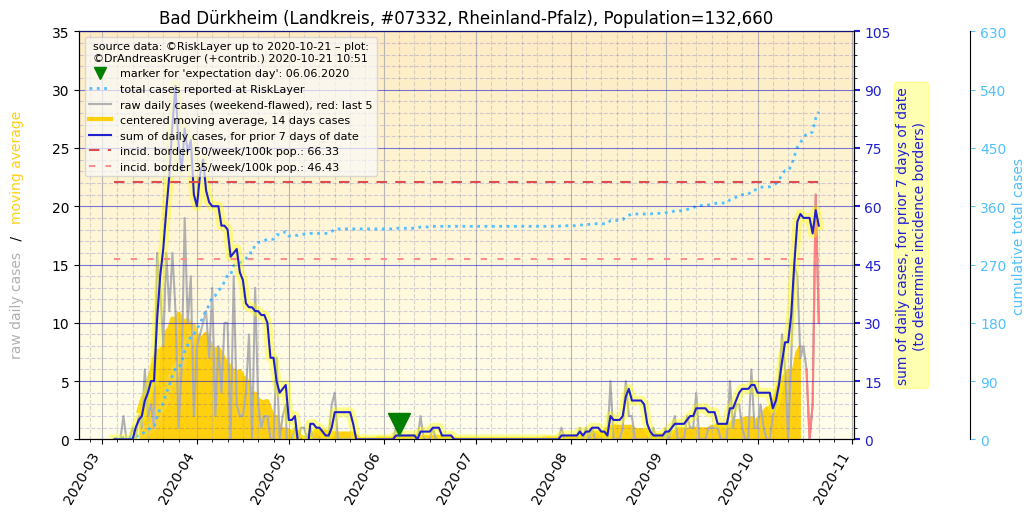 Bad Dürkheim (Landkreis, #07332, Rheinland-Pfalz), Population=132,660
source data: ©RiskLayer up to 2020-10-21 – plot:
©DrAndreasKruger (+contrib.) 2020-10-21 10:51
marker for 'expectation day': 06.06.2020
total cases reported at RiskLayer
raw daily cases (weekend-flawed), red: last 5
centered moving average, 14 days cases
sum of daily cases, for prior 7 days of date
incid. border 50/week/100k pop.: 66.33
incid. border 35/week/100k pop.: 46.43
raw daily cases / moving average
35
30
25
20
15
10
5
0
2020-03
2020-04
2020-05
2020-06
2020-07
2020-08
2020-09
2020-10
2020-11
105
90
75
60
45
30
15
0
sum of daily cases, for prior 7 days of date
(to determine incidence borders)
630
540
450
360
270
180
90
0
cumulative total cases